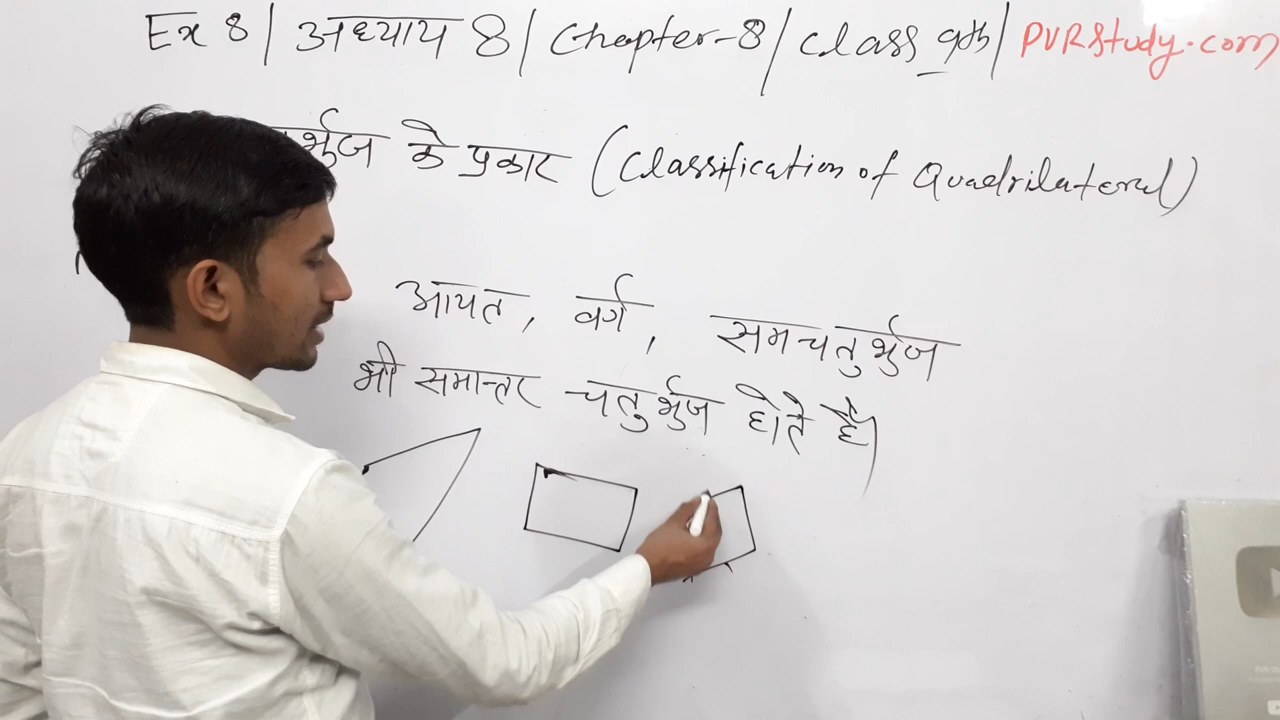 Ex 8 | अध्याय 8 | Chapter-8 | Class 9th | PVRStudy.com
र्भुज के प्रकार (Classification of Quadrilateral)
आयत, वर्ग, समचतुर्भुज
भी समान्तर चतुर्भुज होते है।